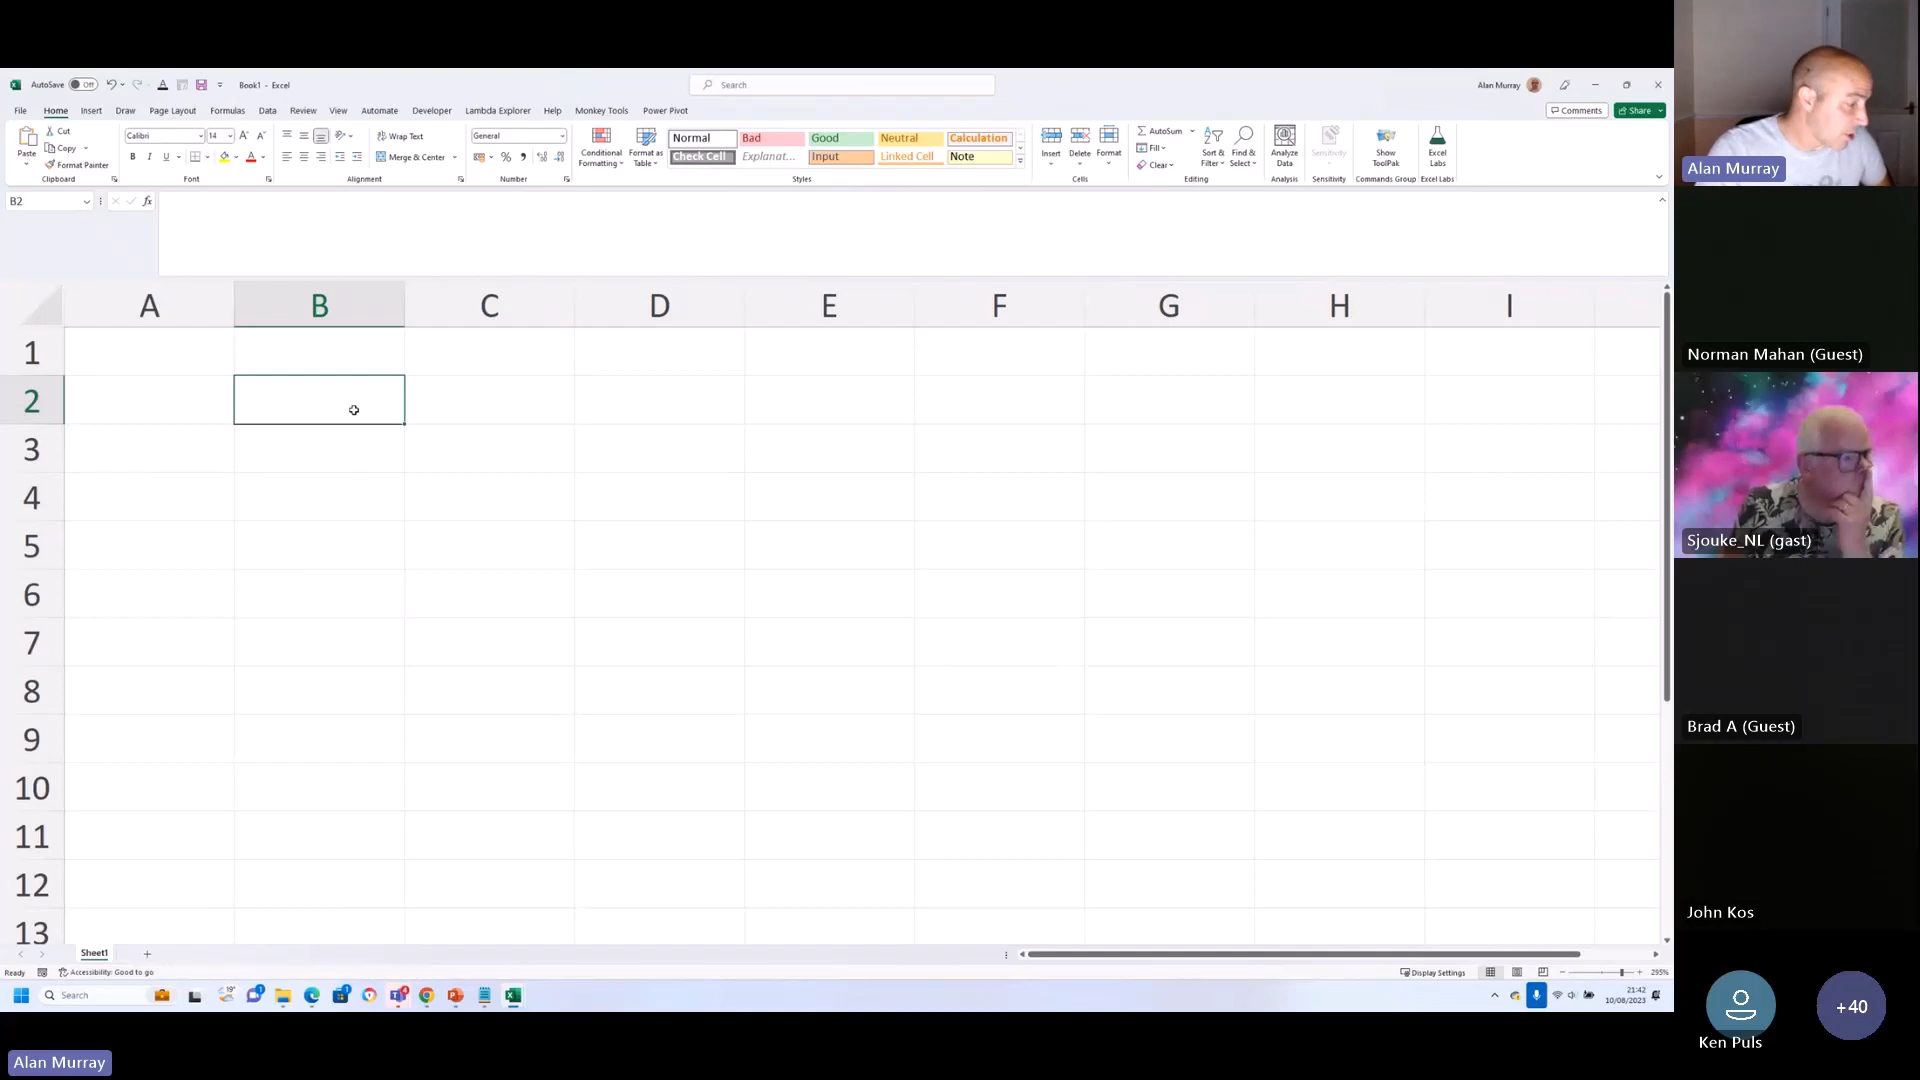 AutoSave Off Book1 - Excel Search Alan Murray
File Home Insert Draw Page Layout Formulas Data Review View Automate Developer Lambda Explorer Help Monkey Tools Power Pivot Comments Share
Paste Cut Copy Format Painter Clipboard
Calibri 14 B I U Font
Wrap Text Merge & Center Alignment
General % Number
Conditional Formatting Format as Table
Normal Bad Good Neutral Calculation
Check Cell Explanat... Input Linked Cell Note
Styles
Insert Delete Format Cells
AutoSum Fill Clear Sort & Filter Find & Select Editing
Analyze Data Analysis
Sensitivity Sensitivity
Show ToolPak Commands Group
Excel Labs Excel Labs
B2 fx
A B C D E F G H I
1
2
3
4
5
6
7
8
9
10
11
12
13
Sheet1
Ready Accessibility: Good to go Display Settings 295%
Search 19° 21:42
10/08/2023
Alan Murray
Alan Murray
Norman Mahan (Guest)
Sjouke_NL (gast)
Brad A (Guest)
John Kos
Ken Puls
+40